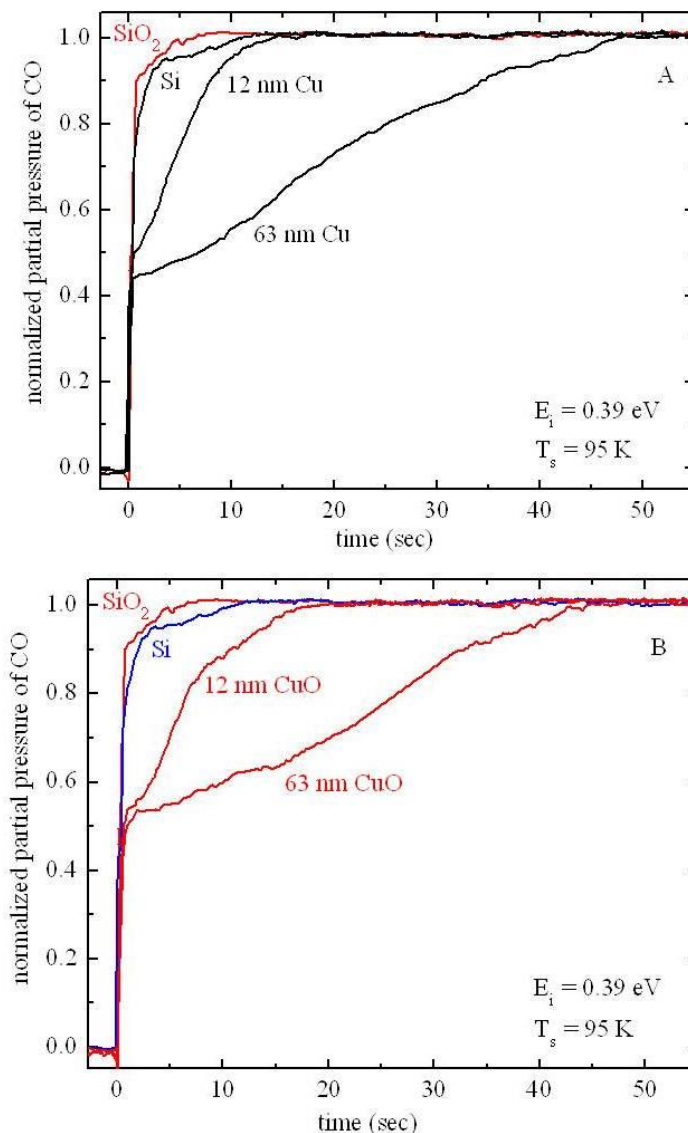 normalized partial pressure of CO
1.0
0.8
0.6
0.4
0.2
0.0
SiO₂
Si
12 nm Cu
63 nm Cu
A
Eᵢ = 0.39 eV
Tₛ = 95 K
0 10 20 30 40 50
time (sec)
normalized partial pressure of CO
1.0
0.8
0.6
0.4
0.2
0.0
SiO₂
Si
12 nm CuO
63 nm CuO
B
Eᵢ = 0.39 eV
Tₛ = 95 K
0 10 20 30 40 50
time (sec)